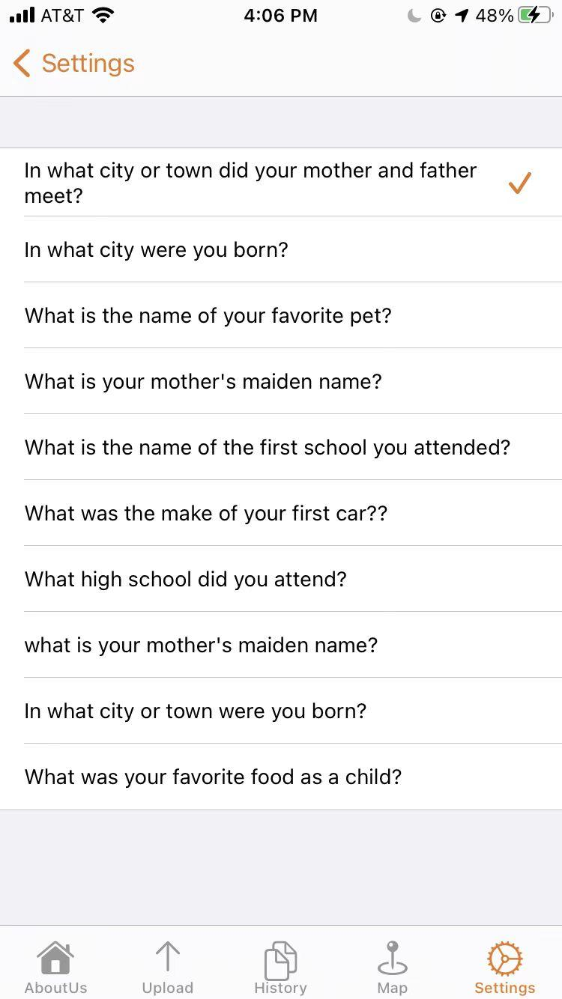 AT&T 4:06 PM 48%
Settings
In what city or town did your mother and father
meet?
In what city were you born?
What is the name of your favorite pet?
What is your mother's maiden name?
What is the name of the first school you attended?
What was the make of your first car??
What high school did you attend?
what is your mother's maiden name?
In what city or town were you born?
What was your favorite food as a child?
AboutUs Upload History Map Settings